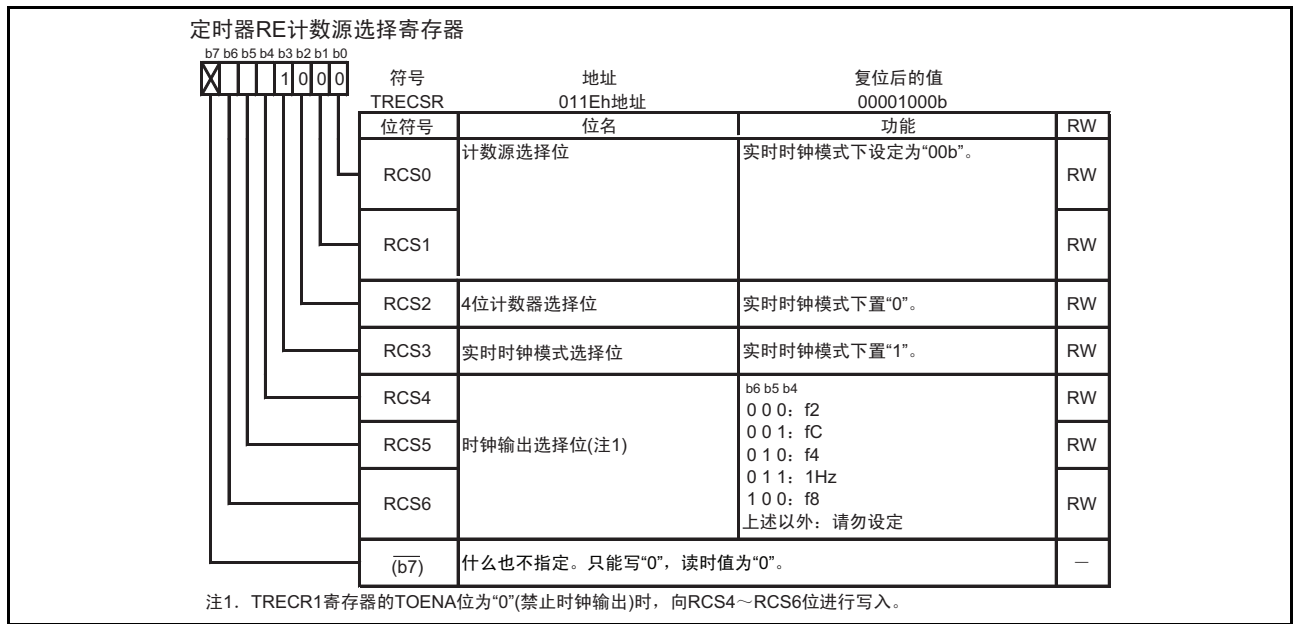 定时器RE计数源选择寄存器
b7 b6 b5 b4 b3 b2 b1 b0
1 0 0 0
符号 地址 复位后的值
TRECSR 011Eh地址 00001000b
位符号 位名 功能 RW
RCS0 计数源选择位 实时时钟模式下设定为“00b”。 RW
RCS1 RW
RCS2 4位计数器选择位 实时时钟模式下置“0”。 RW
RCS3 实时时钟模式选择位 实时时钟模式下置“1”。 RW
RCS4 RW
RCS5 时钟输出选择位(注1) RW
RCS6 RW
b6 b5 b4
0 0 0：f2
0 0 1：fC
0 1 0：f4
0 1 1：1Hz
1 0 0：f8
上述以外：请勿设定
(b7) 什么也不指定。只能写“0”，读时值为“0”。 —
注1. TRECR1寄存器的TOENA位为“0”(禁止时钟输出)时，向RCS4～RCS6位进行写入。